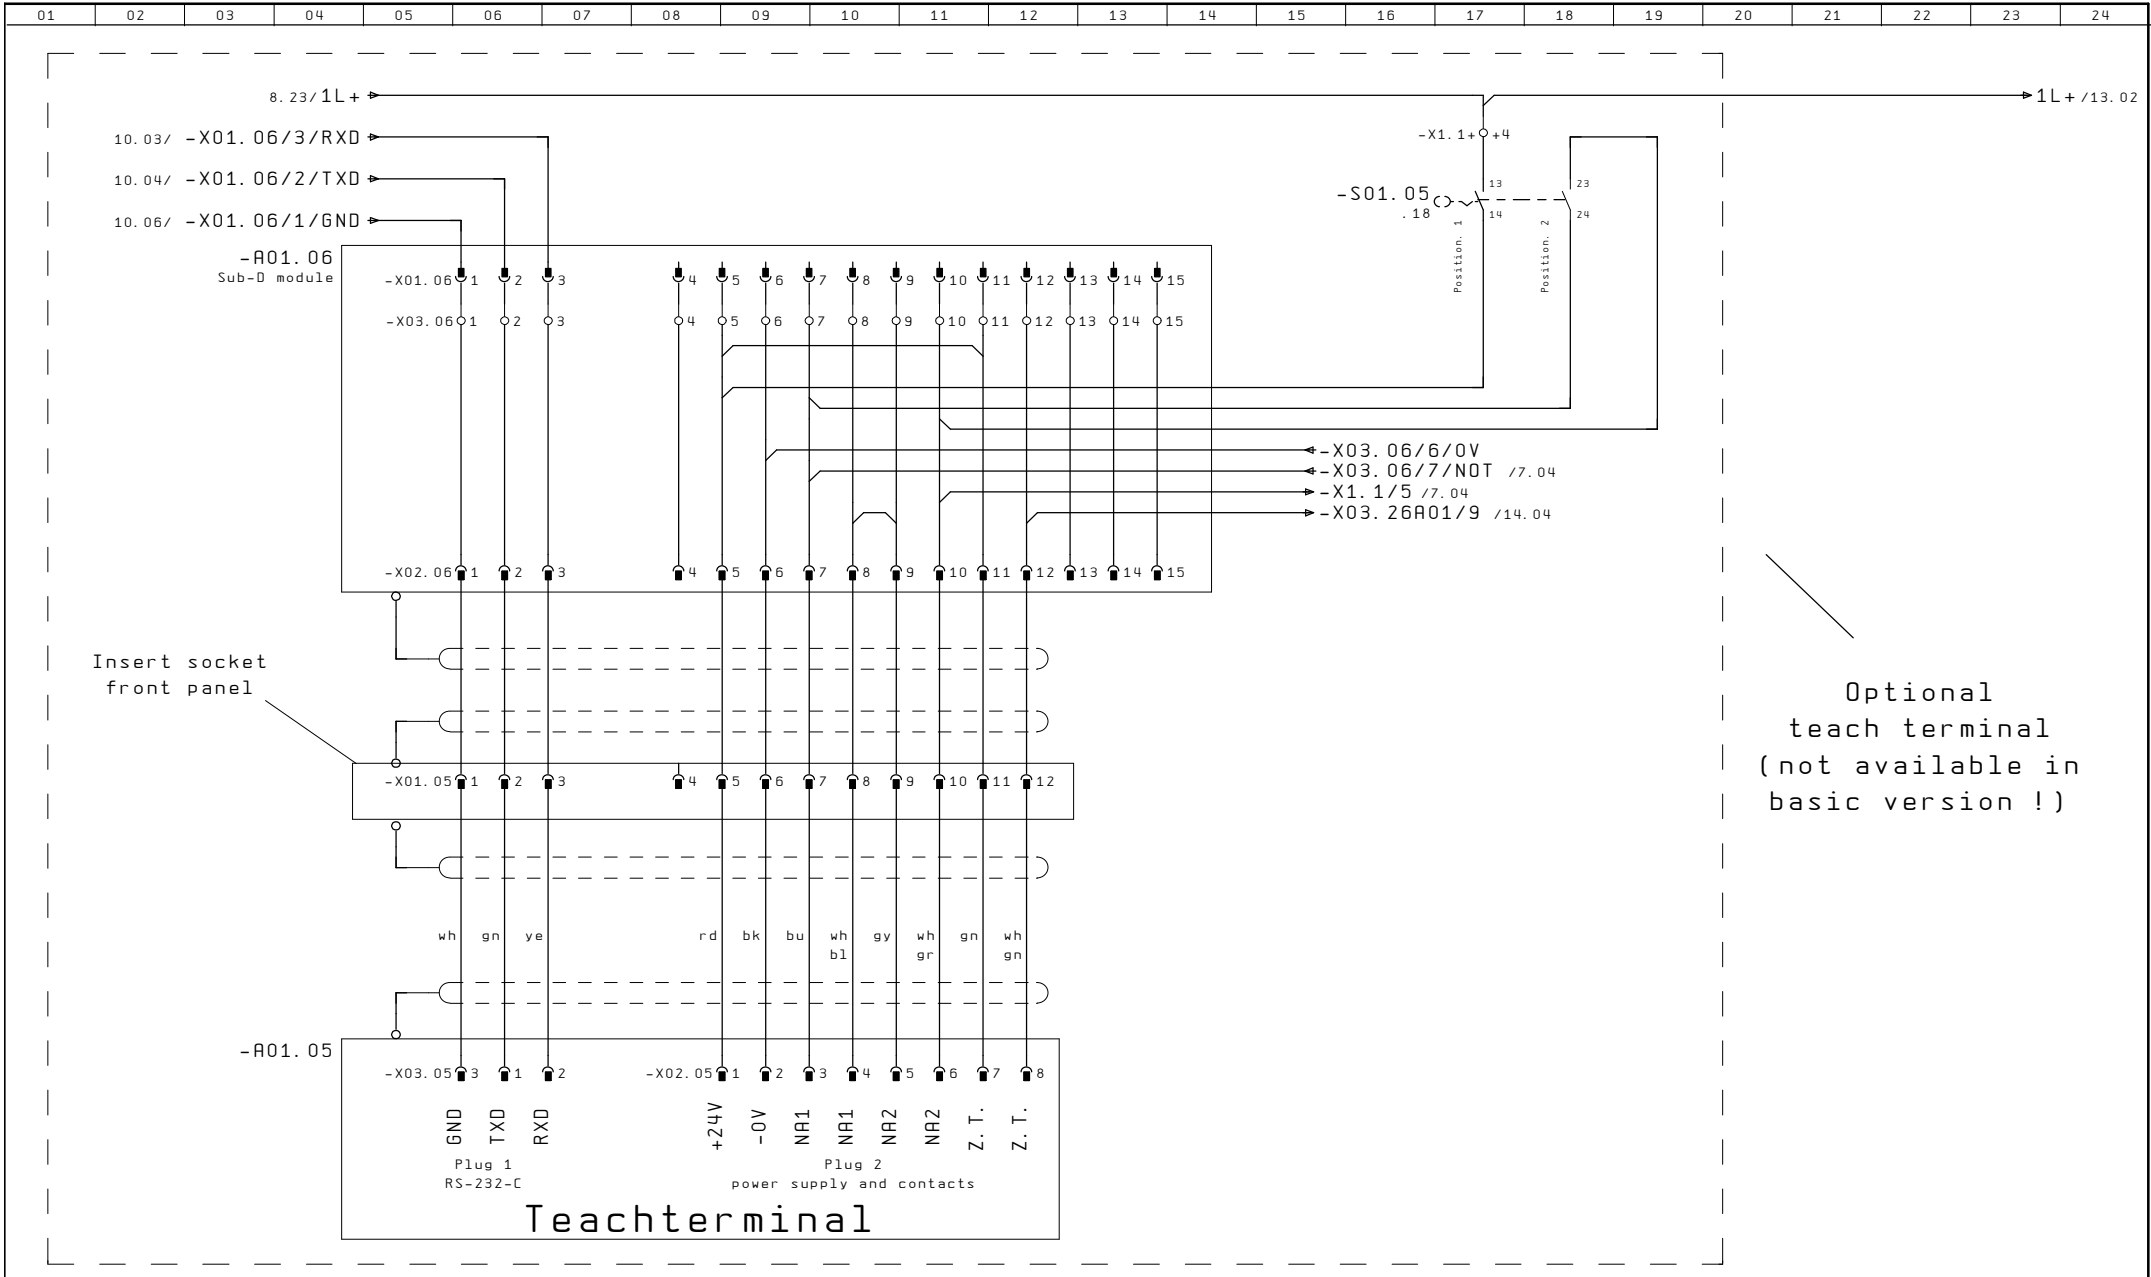 01 02 03 04 05 06 07 08 09 10 11 12 13 14 15 16 17 18 19 20 21 22 23 24
8.23/1L+
1L+/13.02
10.03/ -X01.06/3/RXD
-X1.1+ +4
10.04/ -X01.06/2/TXD
-S01.05
.18
13
14
23
24
Position. 1
Position. 2
10.06/ -X01.06/1/GND
-A01.06
Sub-D module
-X01.06 1 2 3 4 5 6 7 8 9 10 11 12 13 14 15
-X03.06 1 2 3 4 5 6 7 8 9 10 11 12 13 14 15
-X03.06/6/0V
-X03.06/7/NOT /7.04
-X1.1/5 /7.04
-X03.26A01/9 /14.04
-X02.06 1 2 3 4 5 6 7 8 9 10 11 12 13 14 15
Insert socket
front panel
Optional
teach terminal
(not available in
basic version !)
-X01.05 1 2 3 4 5 6 7 8 9 10 11 12
wh gn ye rd bk bu wh gy wh gn wh
bl gr gn
-A01.05
-X03.05 3 1 2 -X02.05 1 2 3 4 5 6 7 8
GND TXD RXD +24V -0V NA1 NA1 NA2 NA2 Z.T. Z.T.
Plug 1
RS-232-C
Plug 2
power supply and contacts
Teachterminal